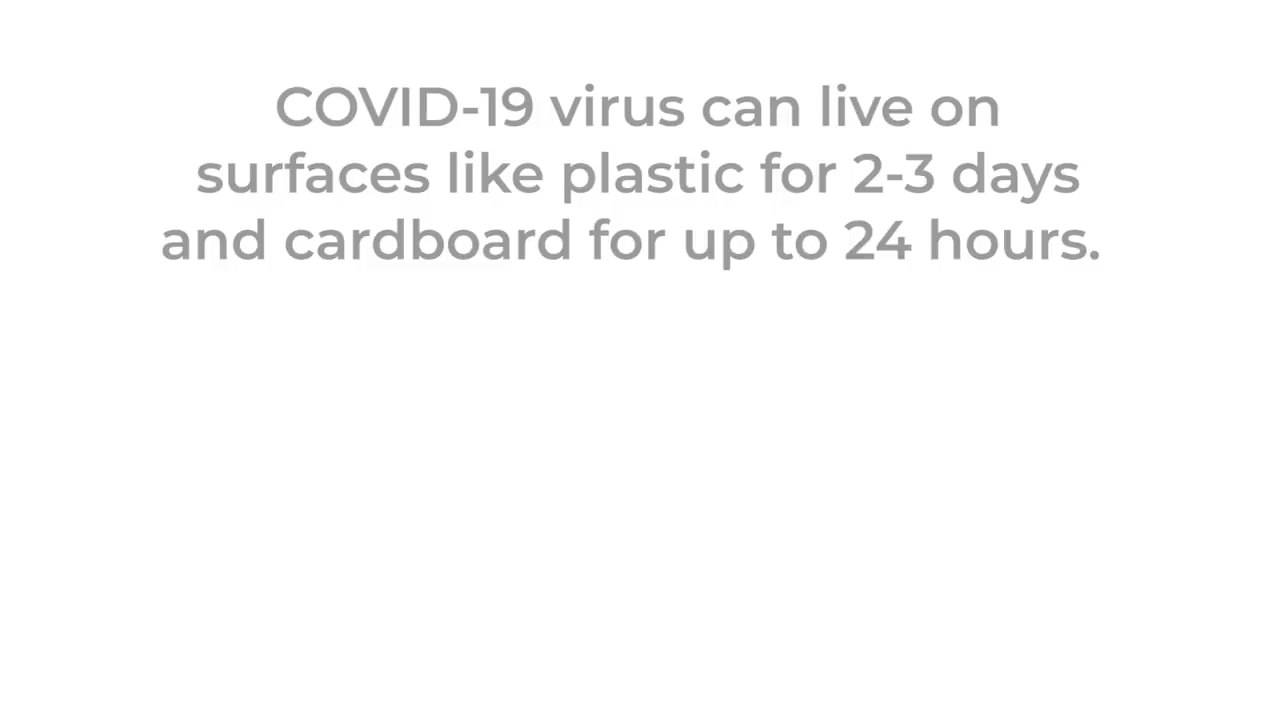 COVID-19 virus can live on
surfaces like plastic for 2-3 days
and cardboard for up to 24 hours.